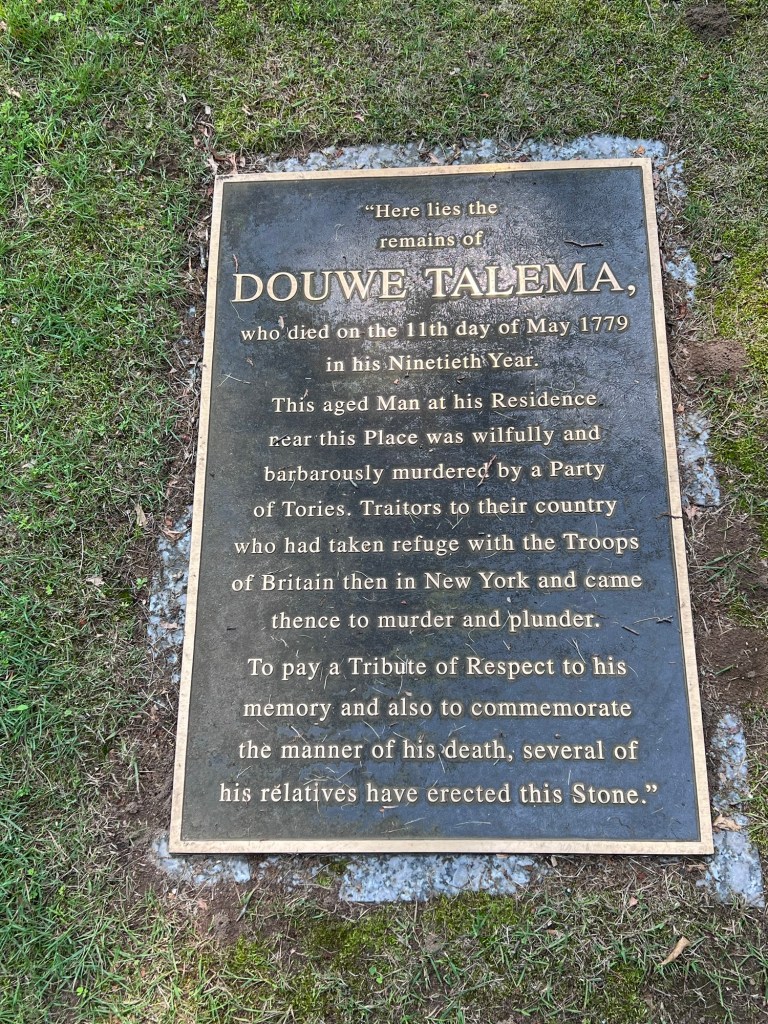 “Here lies the
remains of
DOUWE TALEMA,
who died on the 11th day of May 1779
in his Ninetieth Year.
This aged Man at his Residence
near this Place was wilfully and
barbarously murdered by a Party
of Tories. Traitors to their country
who had taken refuge with the Troops
of Britain then in New York and came
thence to murder and plunder.
To pay a Tribute of Respect to his
memory and also to commemorate
the manner of his death, several of
his relatives have erected this Stone.”